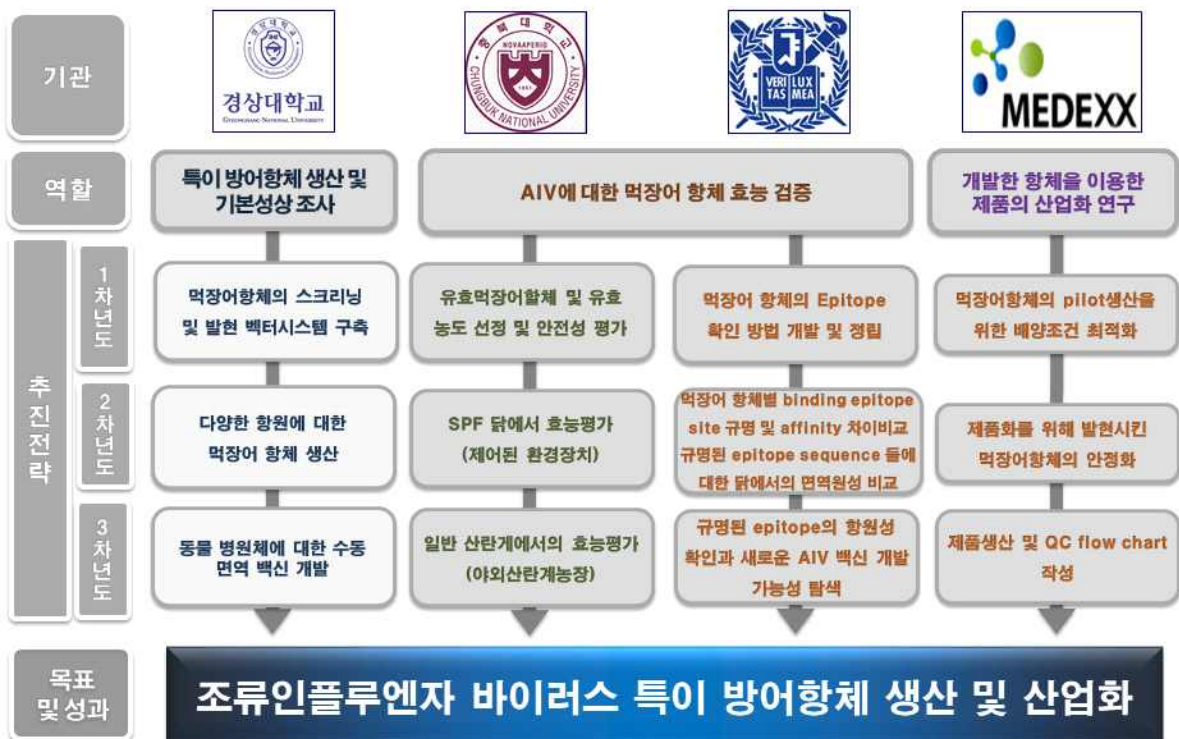 기관
경상대학교
경상대학교
GYEONGSANG NATIONAL UNIVERSITY
충북대학교
NOVAAPERIO
1951
CHUNGBUK NATIONAL UNIVERSITY
VERI LUX
TAS MEA
MEDEXX
역할
특이 방어항체 생산 및
기본성상 조사
AIV에 대한 먹장어 항체 효능 검증
개발한 항체을 이용한
제품의 산업화 연구
추진전략
1차년도
먹장어항체의 스크리닝
및 발현 벡터시스템 구축
유효먹장어할체 및 유효
농도 선정 및 안전성 평가
먹장어 항체의 Epitope
확인 방법 개발 및 정립
먹장어항체의 pilot생산을
위한 배양조건 최적화
2차년도
다양한 항원에 대한
먹장어 항체 생산
SPF 닭에서 효능평가
(제어된 환경장치)
먹장어 항체별 binding epitope
site 규명 및 affinity 차이비교
규명된 epitope sequence 들에
대한 닭에서의 면역원성 비교
제품화를 위해 발현시킨
먹장어항체의 안정화
3차년도
동물 병원체에 대한 수동
면역 백신 개발
일반 산란게에서의 효능평가
(야외산란계농장)
규명된 epitope의 항원성
확인과 새로운 AIV 백신 개발
가능성 탐색
제품생산 및 QC flow chart
작성
목표
및성과
조류인플루엔자 바이러스 특이 방어항체 생산 및 산업화